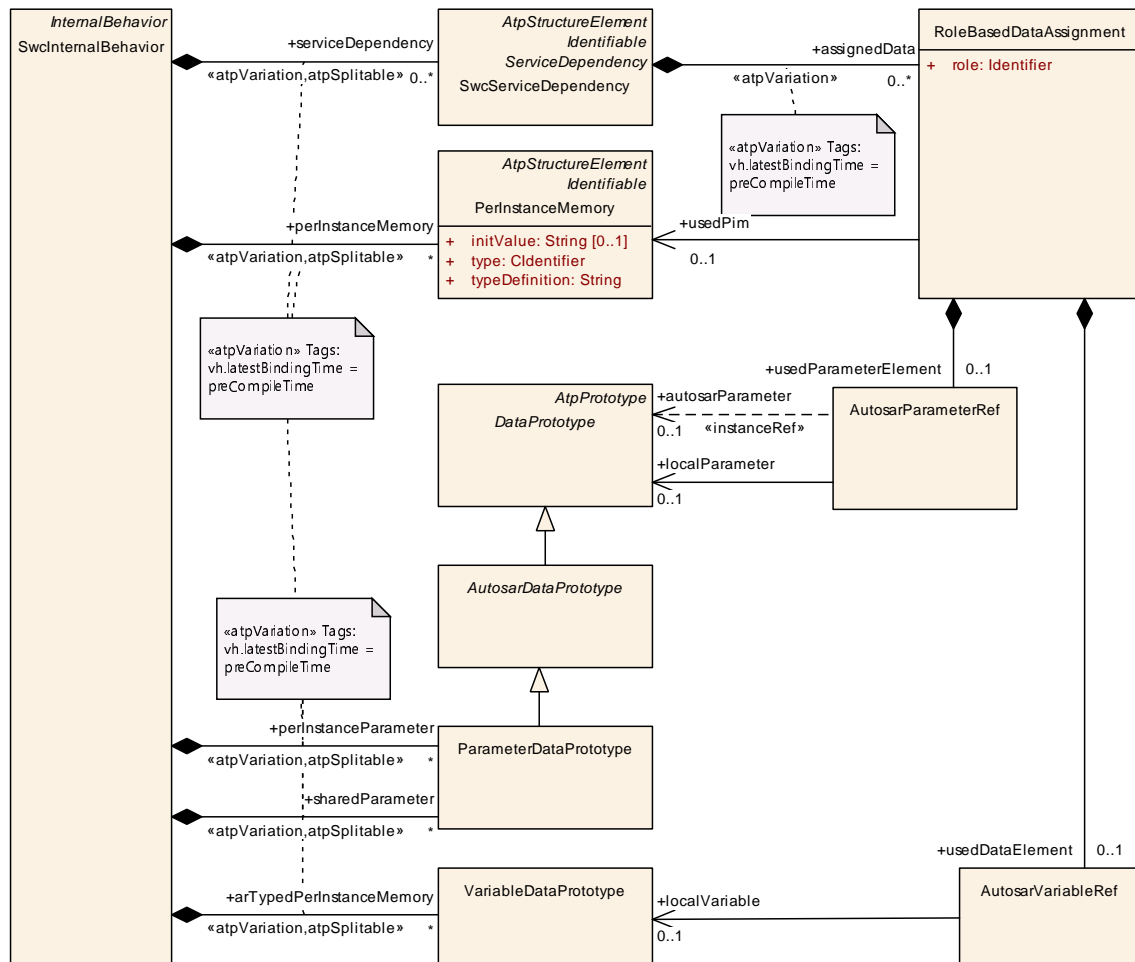 InternalBehavior
SwcInternalBehavior
+serviceDependency
«atpVariation,atpSplitable»
0..*
AtpStructureElement
Identifiable
ServiceDependency
SwcServiceDependency
+assignedData
«atpVariation»
0..*
RoleBasedDataAssignment
+ role: Identifier
«atpVariation» Tags:
vh.latestBindingTime =
preCompileTime
AtpStructureElement
Identifiable
PerInstanceMemory
+ initValue: String [0..1]
+ type: CIdentifier
+ typeDefinition: String
+perInstanceMemory
«atpVariation,atpSplitable»
*
+usedPim
0..1
«atpVariation» Tags:
vh.latestBindingTime =
preCompileTime
+usedParameterElement
0..1
AtpPrototype
DataPrototype
+autosarParameter
0..1
«instanceRef»
AutosarParameterRef
+localParameter
0..1
AutosarDataPrototype
«atpVariation» Tags:
vh.latestBindingTime =
preCompileTime
+perInstanceParameter
«atpVariation,atpSplitable»
*
ParameterDataPrototype
+sharedParameter
«atpVariation,atpSplitable»
*
+usedDataElement
0..1
+arTypedPerInstanceMemory
«atpVariation,atpSplitable»
*
VariableDataPrototype
+localVariable
0..1
AutosarVariableRef